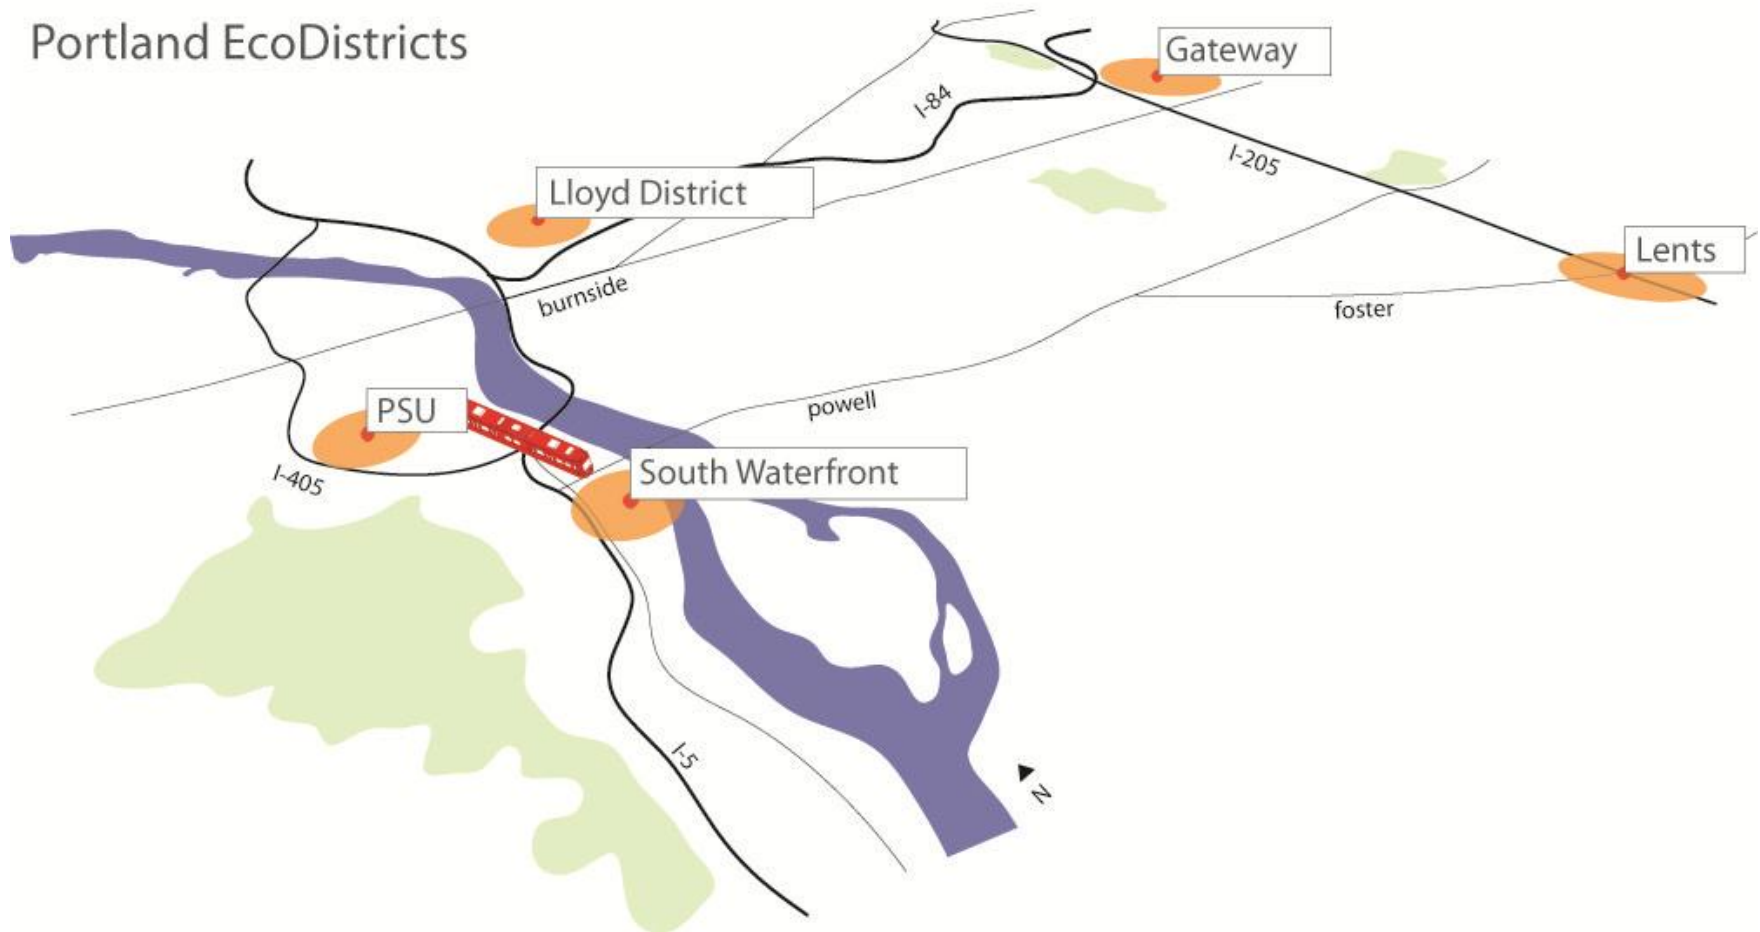 Portland EcoDistricts
Gateway
I-84
I-205
Lloyd District
Lents
burnside
foster
PSU
powell
South Waterfront
I-405
I-5
N